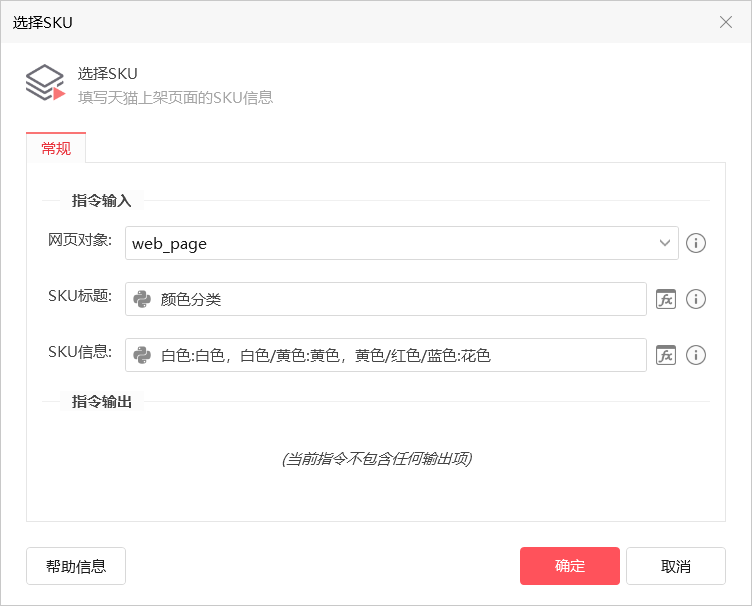 选择SKU
选择SKU
填写天猫上架页面的SKU信息
常规
指令输入
网页对象: web_page
SKU标题: 颜色分类 fx
SKU信息: 白色:白色，白色/黄色:黄色，黄色/红色/蓝色:花色 fx
指令输出
(当前指令不包含任何输出项)
帮助信息 确定 取消